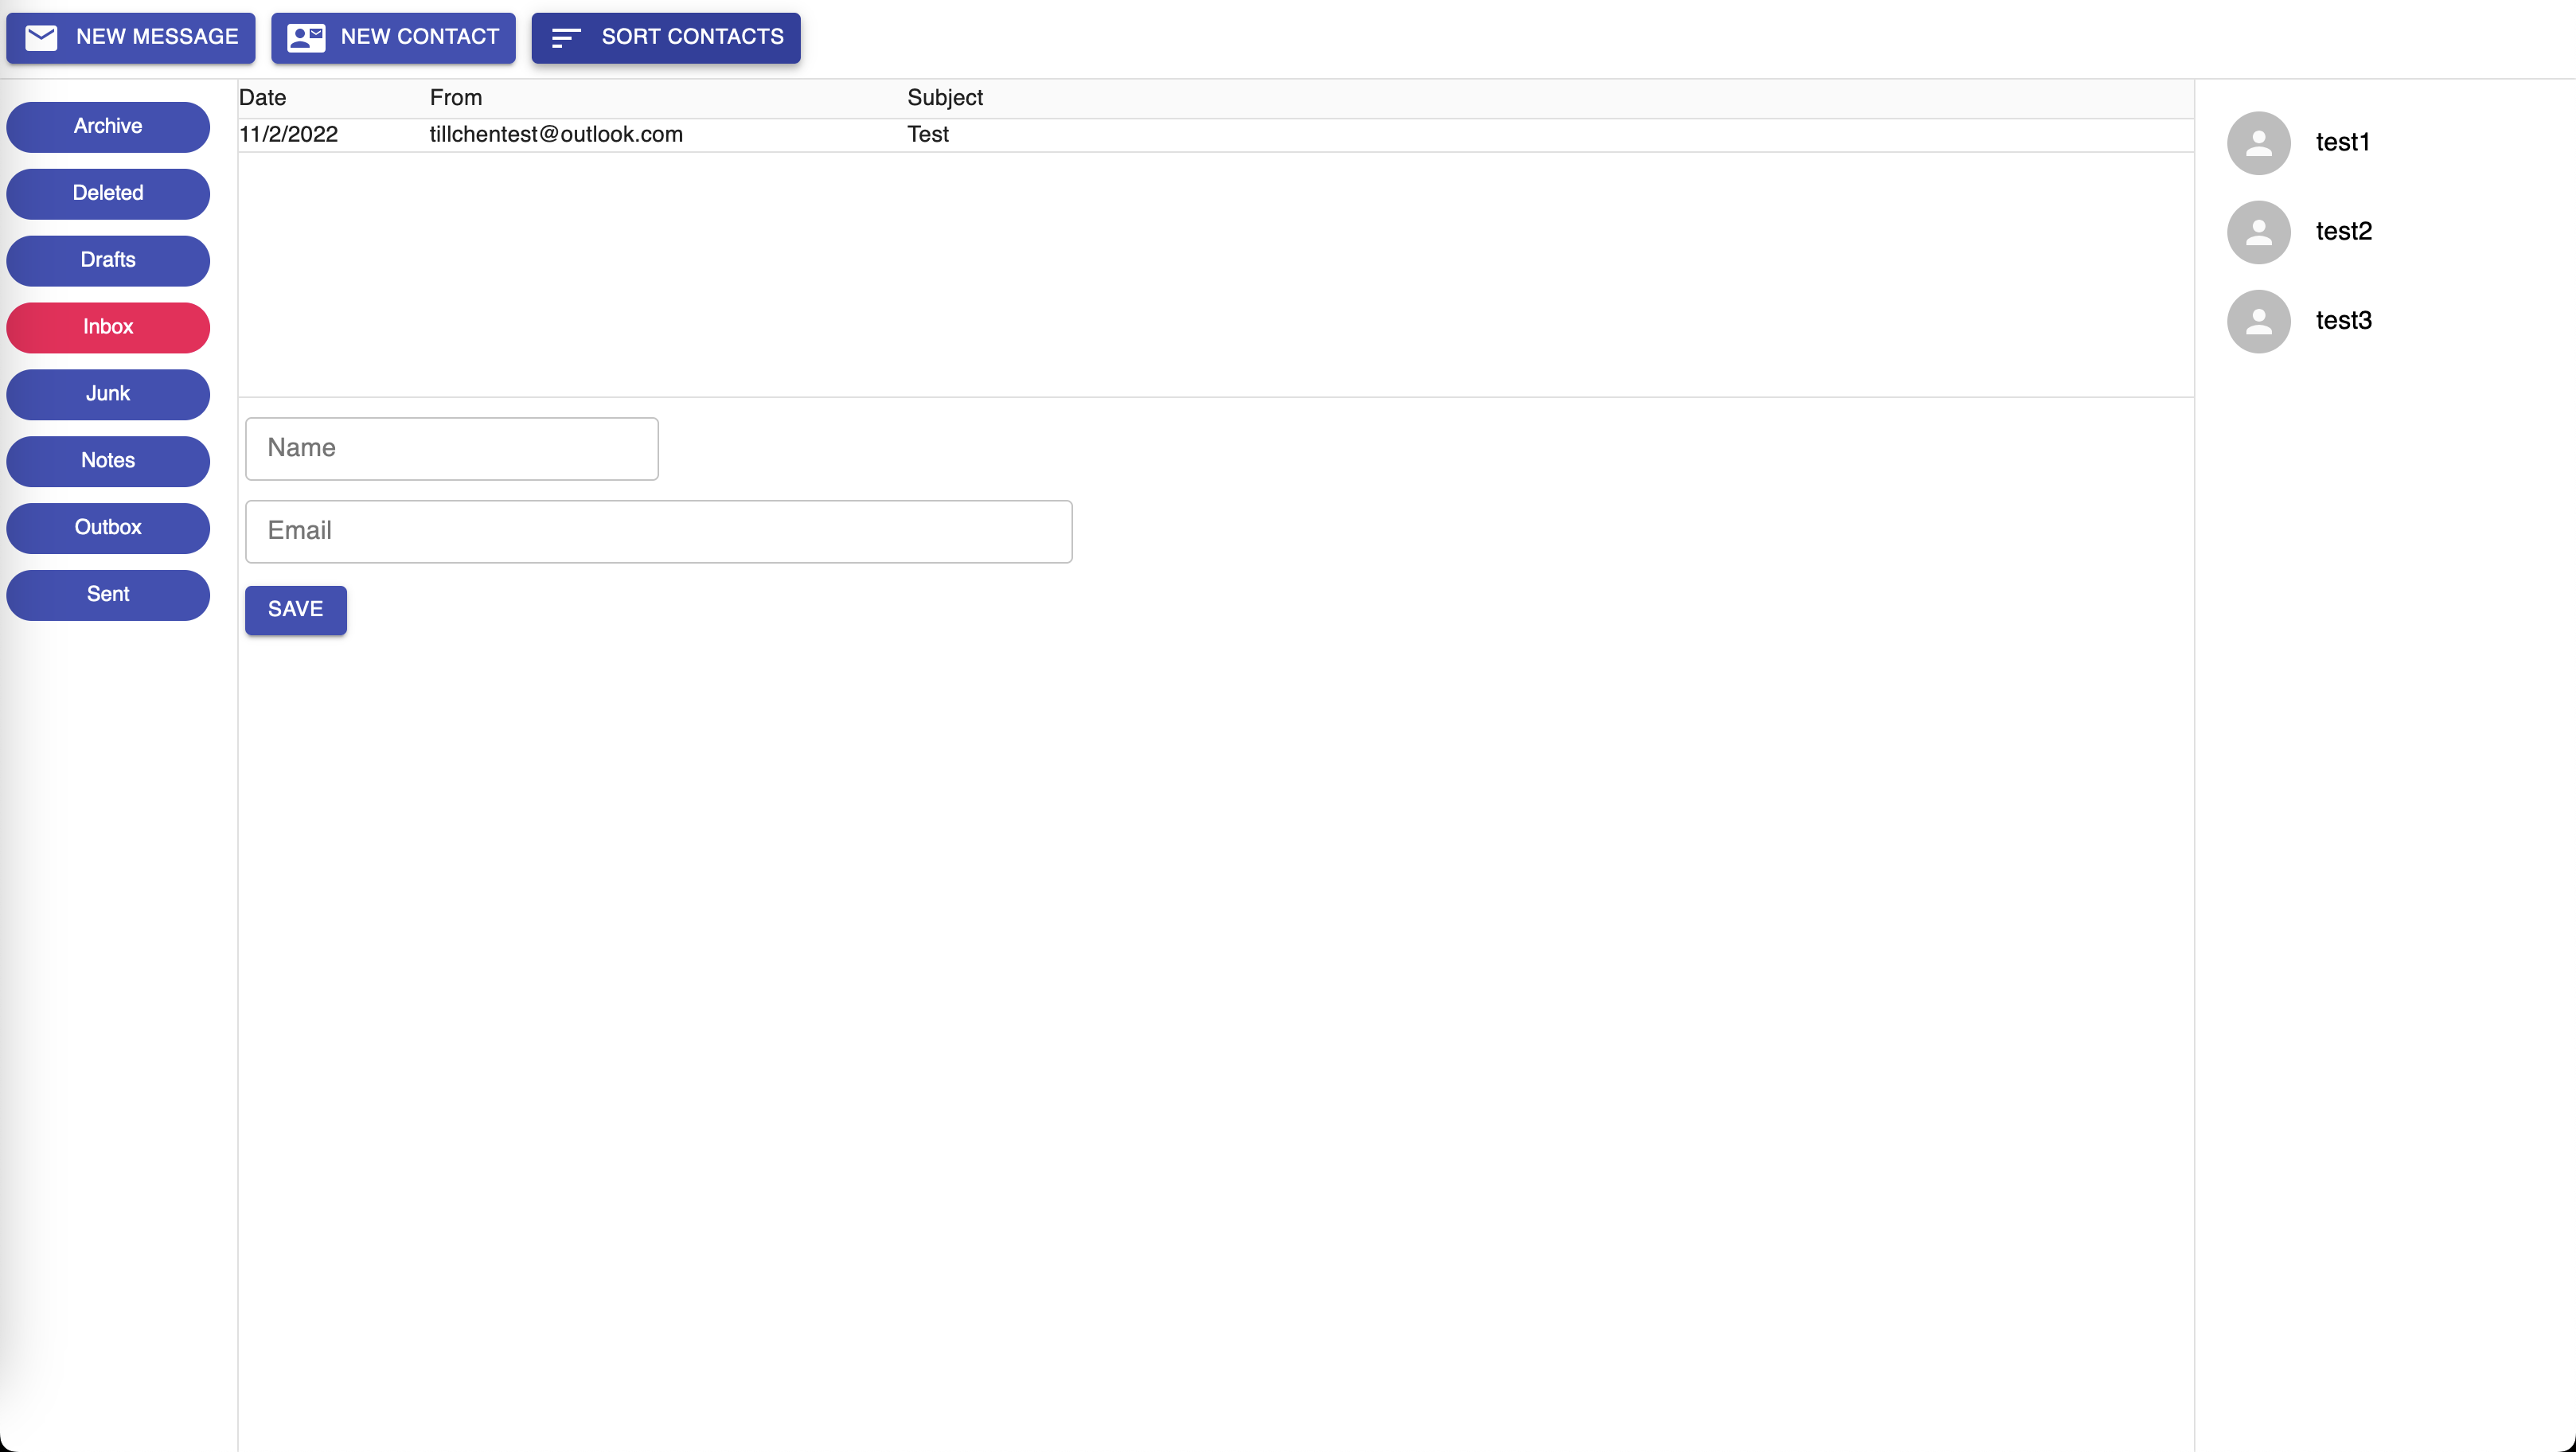 NEW MESSAGE NEW CONTACT SORT CONTACTS
Archive
Deleted
Drafts
Inbox
Junk
Notes
Outbox
Sent
Date From Subject
11/2/2022 tillchentest@outlook.com Test
Name
Email
SAVE
test1
test2
test3